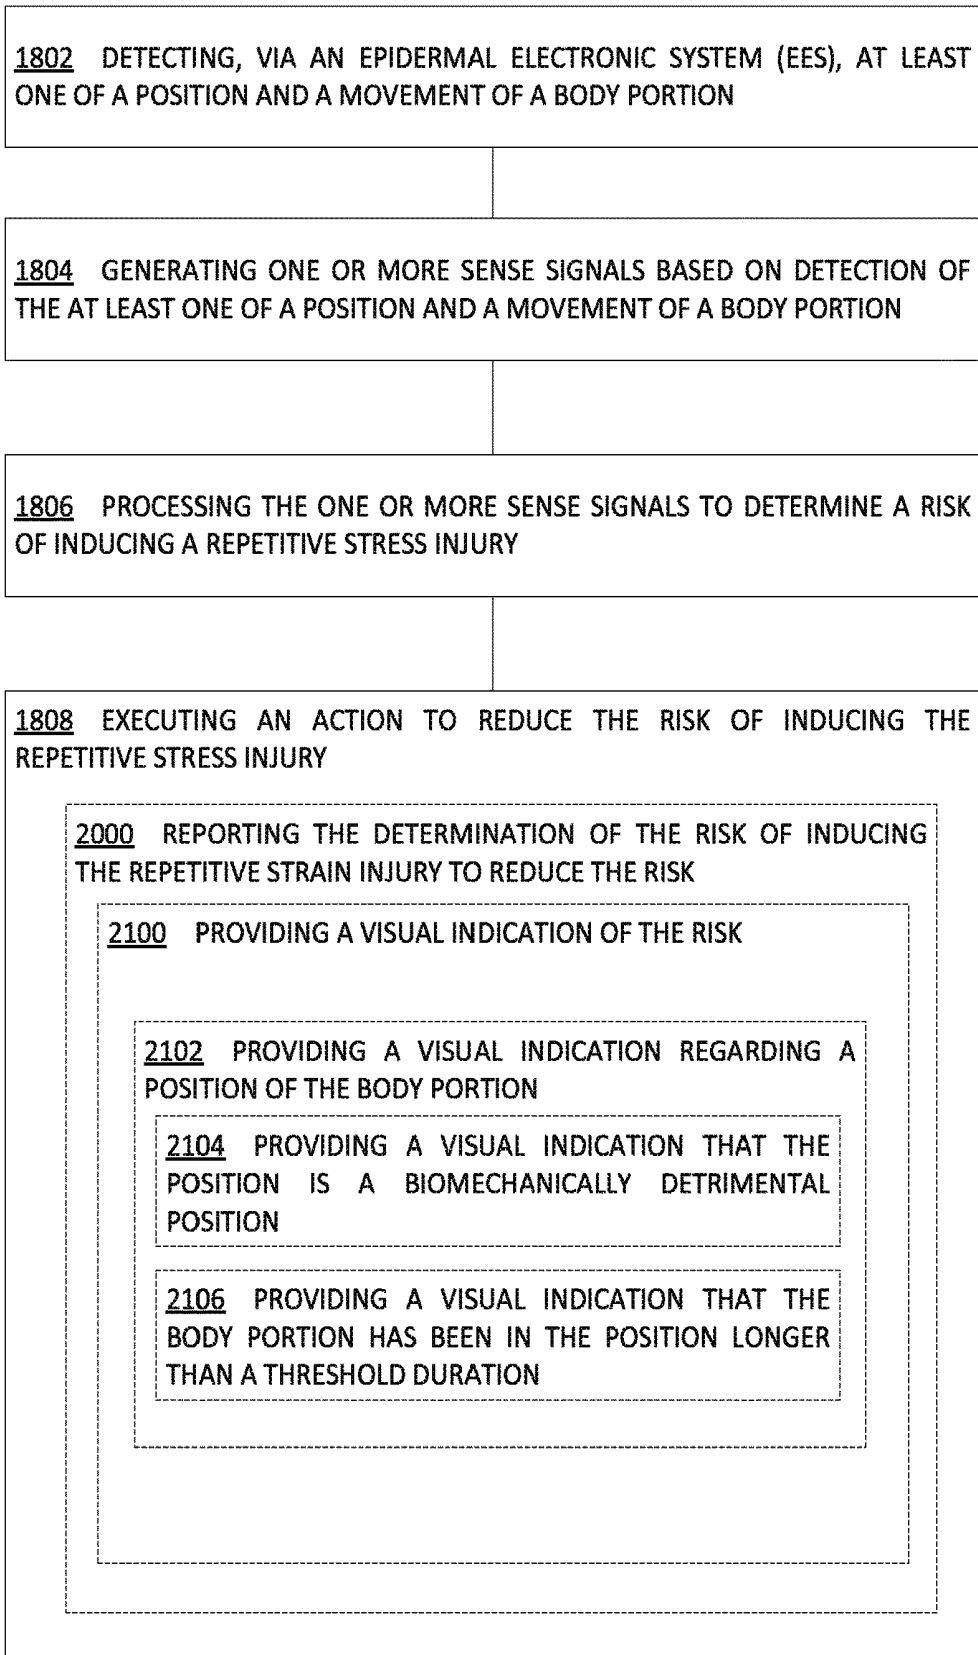 1802 DETECTING, VIA AN EPIDERMAL ELECTRONIC SYSTEM (EES), AT LEAST
ONE OF A POSITION AND A MOVEMENT OF A BODY PORTION
1804 GENERATING ONE OR MORE SENSE SIGNALS BASED ON DETECTION OF
THE AT LEAST ONE OF A POSITION AND A MOVEMENT OF A BODY PORTION
1806 PROCESSING THE ONE OR MORE SENSE SIGNALS TO DETERMINE A RISK
OF INDUCING A REPETITIVE STRESS INJURY
1808 EXECUTING AN ACTION TO REDUCE THE RISK OF INDUCING THE
REPETITIVE STRESS INJURY
2000 REPORTING THE DETERMINATION OF THE RISK OF INDUCING
THE REPETITIVE STRAIN INJURY TO REDUCE THE RISK
2100 PROVIDING A VISUAL INDICATION OF THE RISK
2102 PROVIDING A VISUAL INDICATION REGARDING A
POSITION OF THE BODY PORTION
2104 PROVIDING A VISUAL INDICATION THAT THE
POSITION IS A BIOMECHANICALLY DETRIMENTAL
POSITION
2106 PROVIDING A VISUAL INDICATION THAT THE
BODY PORTION HAS BEEN IN THE POSITION LONGER
THAN A THRESHOLD DURATION